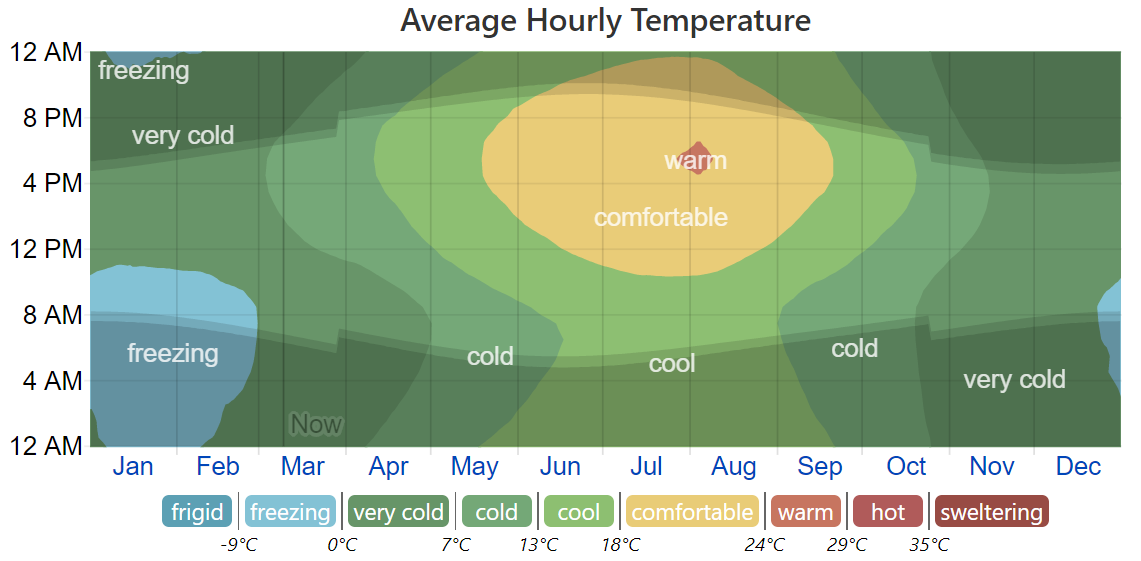 Average Hourly Temperature
12 AM
freezing
8 PM
very cold
warm
4 PM
comfortable
12 PM
8 AM
freezing
cold
cool
cold
4 AM
very cold
Now
12 AM
Jan Feb Mar Apr May Jun Jul Aug Sep Oct Nov Dec
frigid freezing very cold cold cool comfortable warm hot sweltering
-9°C 0°C 7°C 13°C 18°C 24°C 29°C 35°C